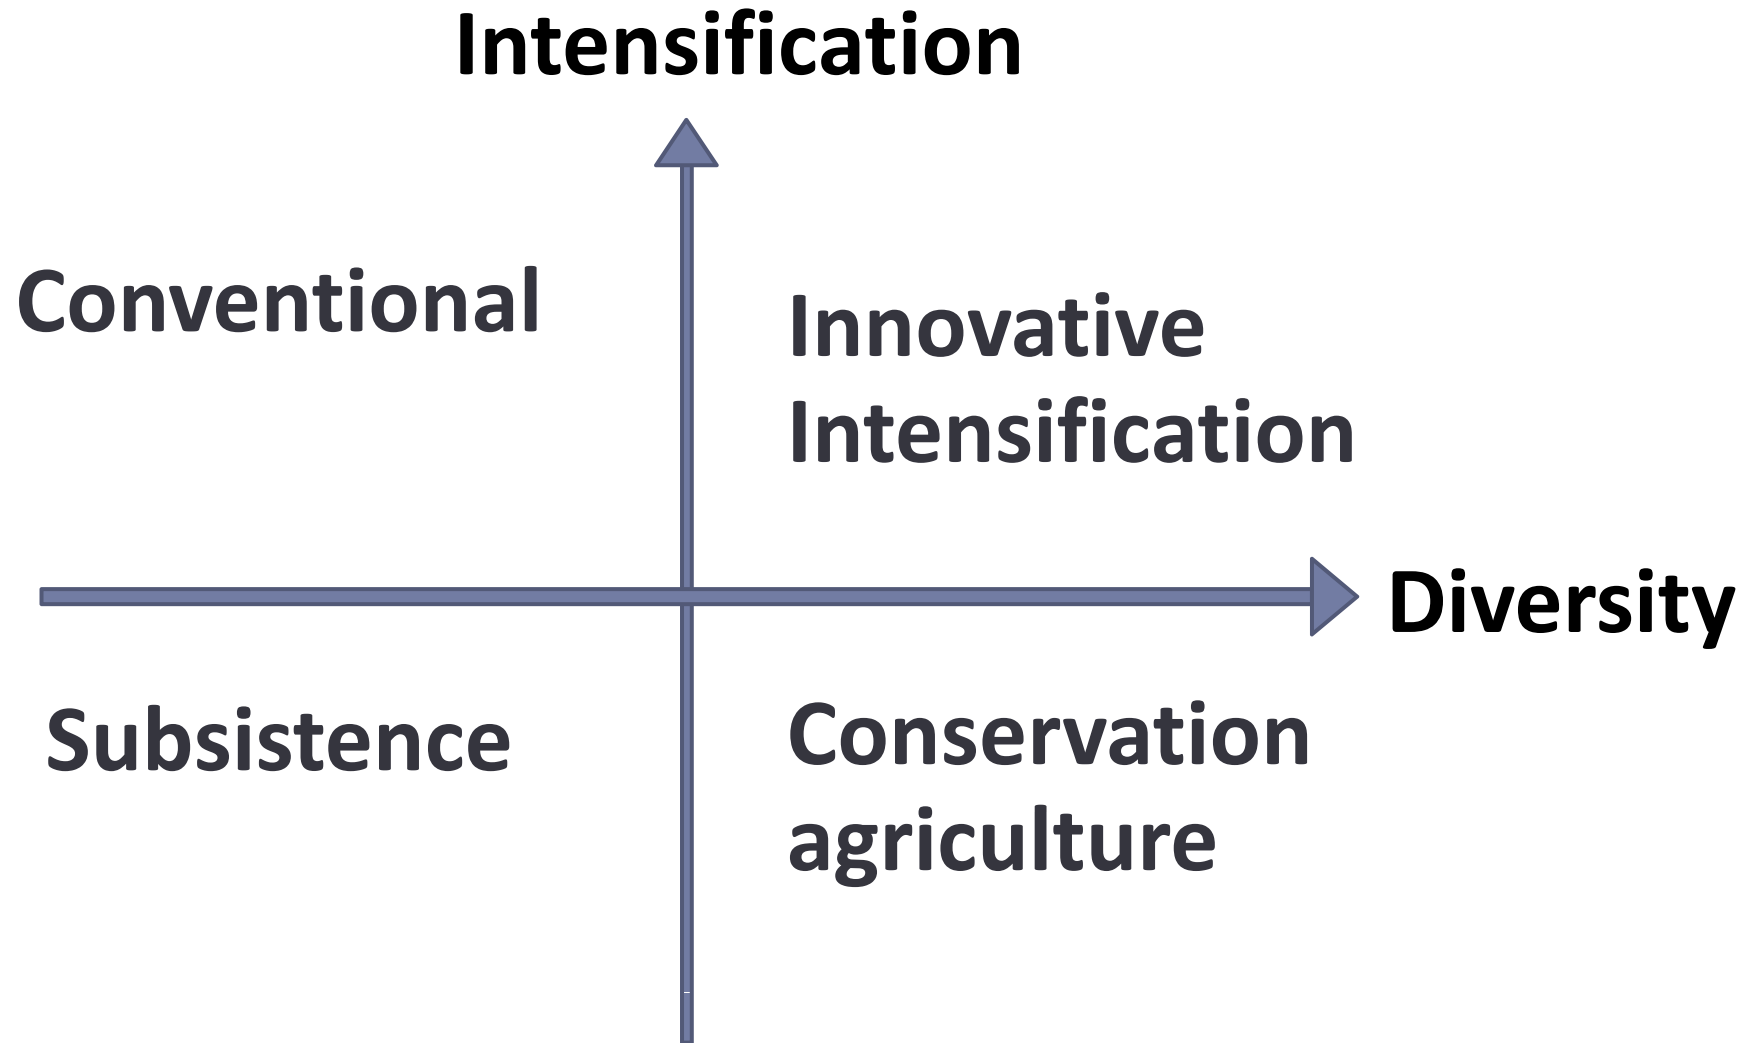 Intensification
Conventional
Innovative
Intensification
Diversity
Subsistence
Conservation
agriculture